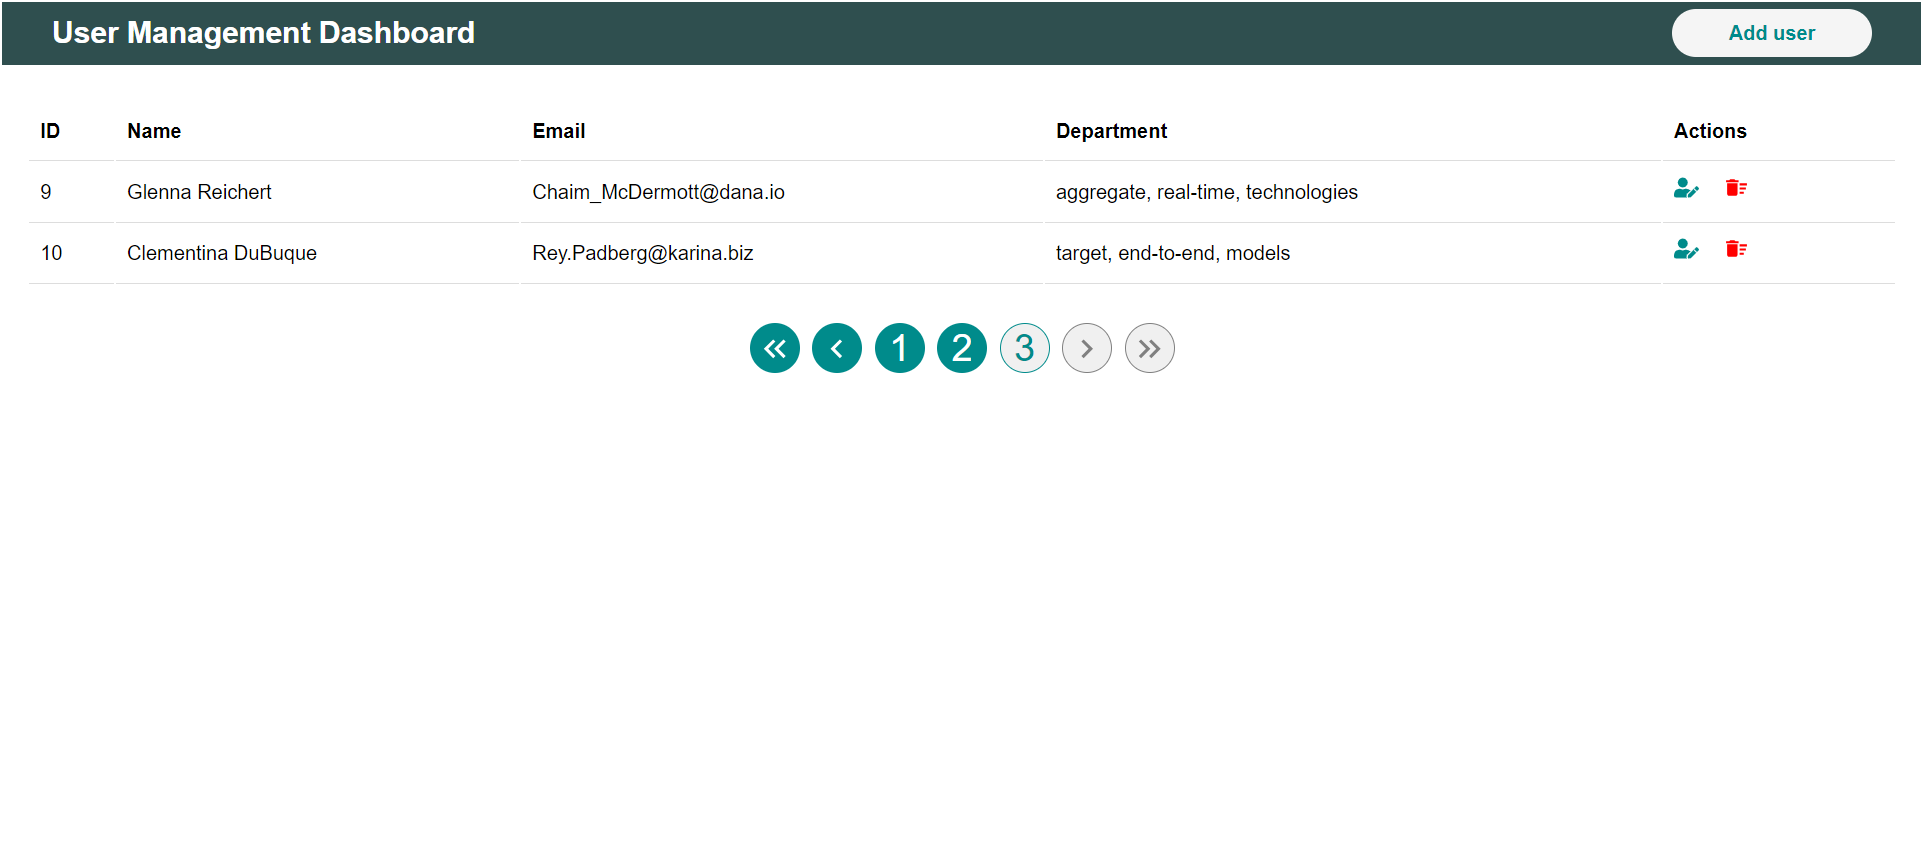 User Management Dashboard Add user
ID Name Email Department Actions
9 Glenna Reichert Chaim_McDermott@dana.io aggregate, real-time, technologies
10 Clementina DuBuque Rey.Padberg@karina.biz target, end-to-end, models
1 2 3